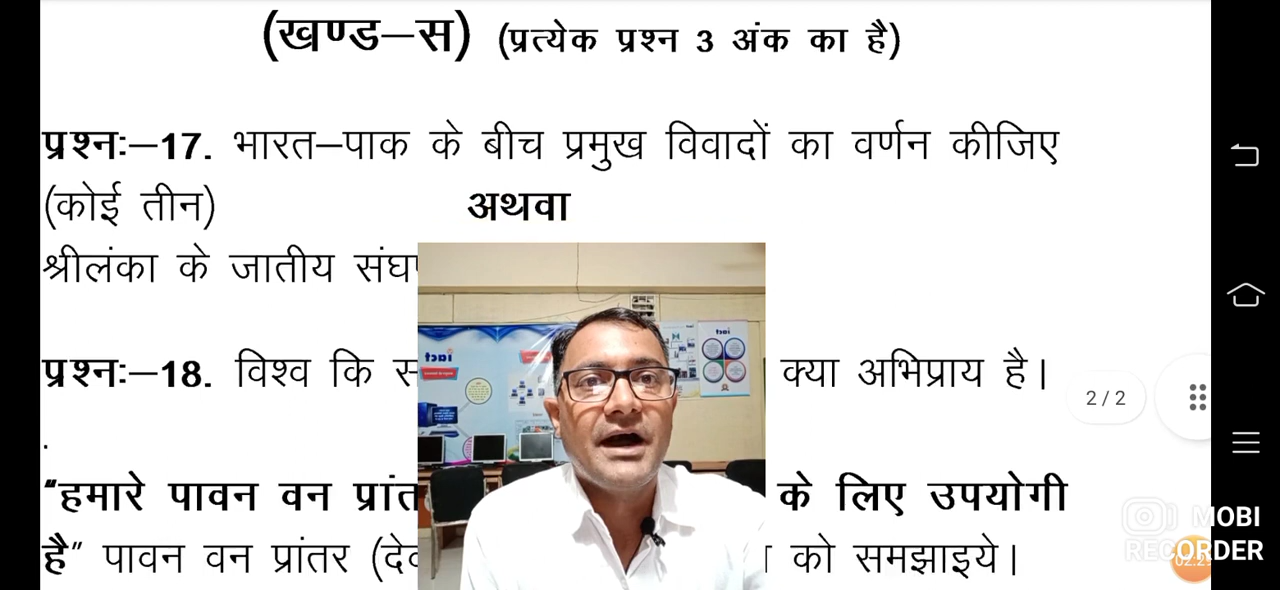 (खण्ड–स) (प्रत्येक प्रश्न 3 अंक का है)
प्रश्नः–17. भारत–पाक के बीच प्रमुख विवादों का वर्णन कीजिए
(कोई तीन) अथवा
श्रीलंका के जातीय
प्रश्नः–18. विश्व कि क्या अभिप्राय है।
.
"हमारे पावन वन के लिए उपयोगी
है" पावन वन प्रांतर को समझाइये।
2 / 2
MOBI
RECORDER